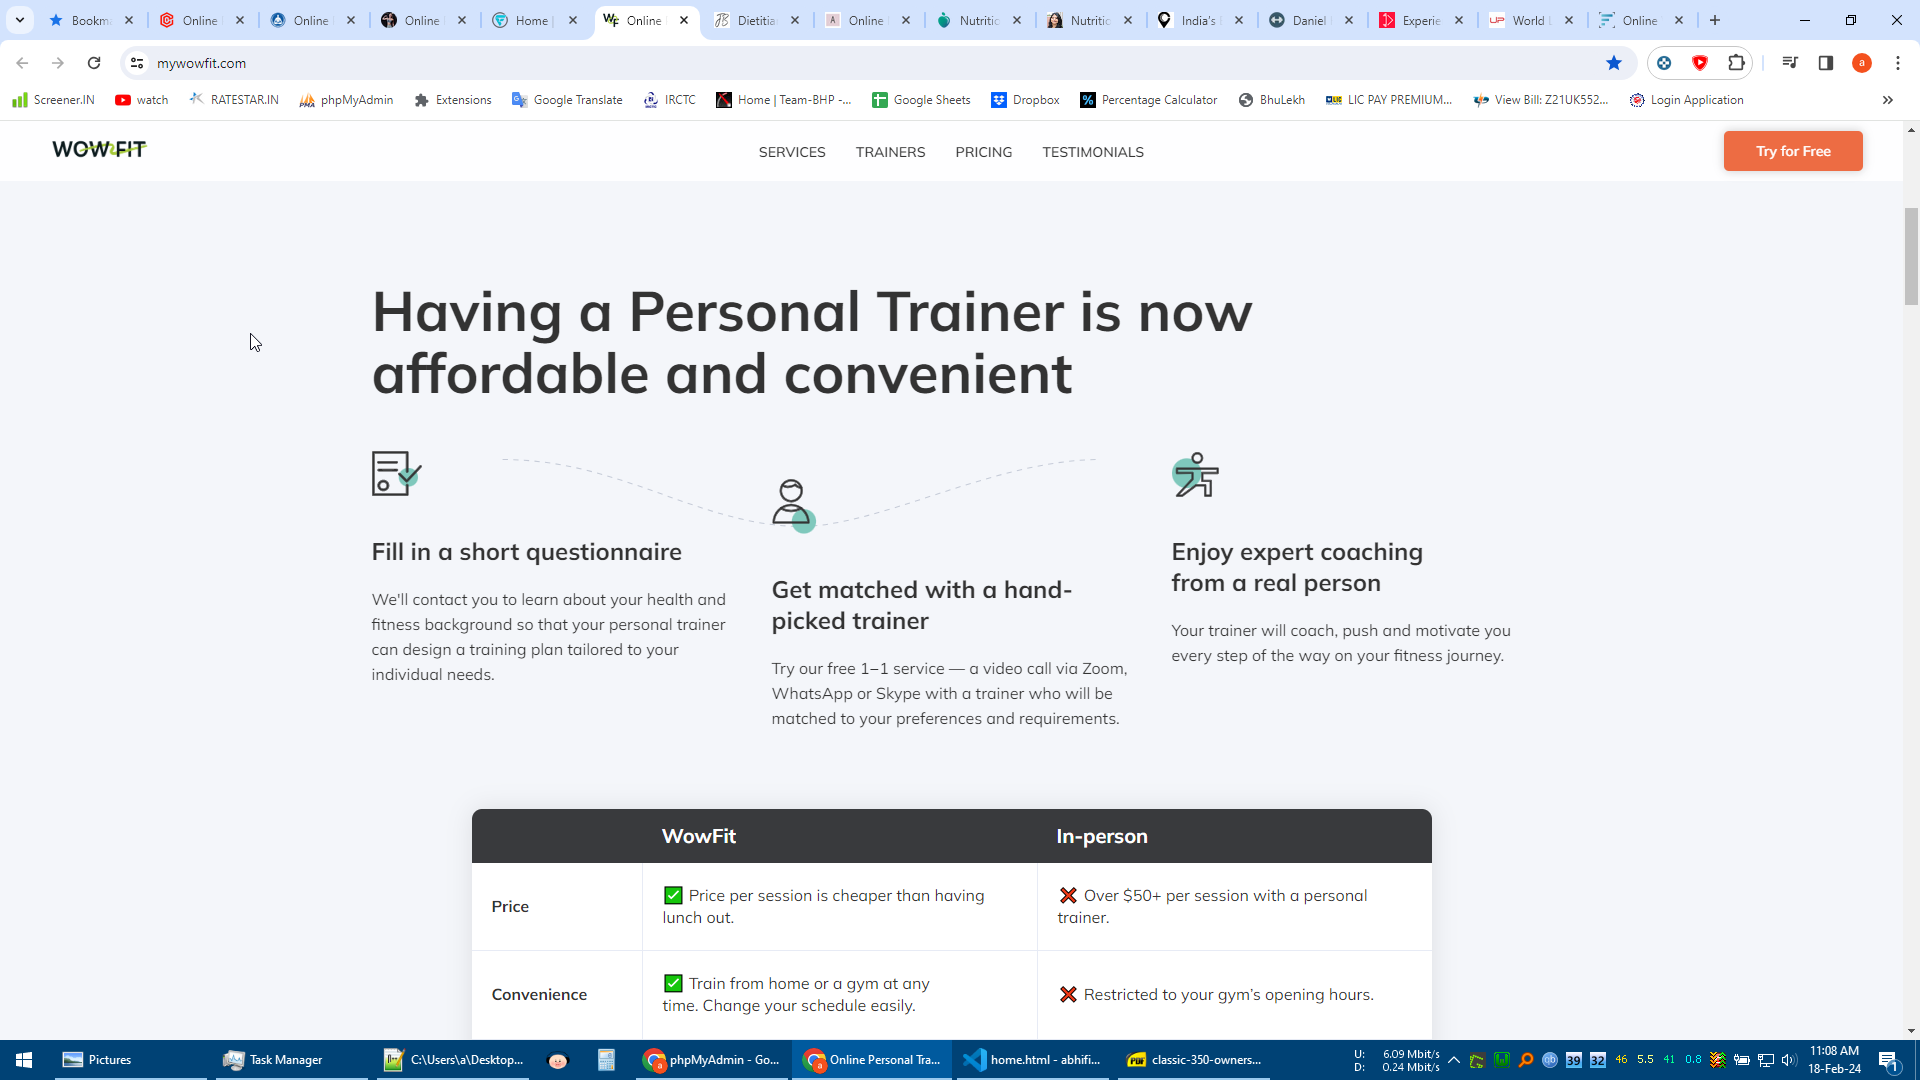 Bookma
Online
Online
Online
Home |
Online
Dietitia
Online
Nutritio
Nutritio
India's
Daniel
Experie
World
Online
mywowfit.com
Screener.IN
watch
RATESTAR.IN
phpMyAdmin
Extensions
Google Translate
IRCTC
Home | Team-BHP -...
Google Sheets
Dropbox
Percentage Calculator
BhuLekh
LIC PAY PREMIUM...
View Bill: Z21UK552...
Login Application
WOW FIT
SERVICES
TRAINERS
PRICING
TESTIMONIALS
Try for Free
Having a Personal Trainer is now
affordable and convenient
Fill in a short questionnaire
We'll contact you to learn about your health and
fitness background so that your personal trainer
can design a training plan tailored to your
individual needs.
Get matched with a hand-
picked trainer
Try our free 1–1 service — a video call via Zoom,
WhatsApp or Skype with a trainer who will be
matched to your preferences and requirements.
Enjoy expert coaching
from a real person
Your trainer will coach, push and motivate you
every step of the way on your fitness journey.
WowFit
In-person
Price
✅ Price per session is cheaper than having
lunch out.
❌ Over $50+ per session with a personal
trainer.
Convenience
✅ Train from home or a gym at any
time. Change your schedule easily.
❌ Restricted to your gym's opening hours.
Pictures
Task Manager
C:\Users\a\Desktop...
phpMyAdmin - Go...
Online Personal Tra...
home.html - abhifi...
classic-350-owners...
U: 6.09 Mbit/s
D: 0.24 Mbit/s
39
32
46
5.5
41
0.8
11:08 AM
18-Feb-24
1